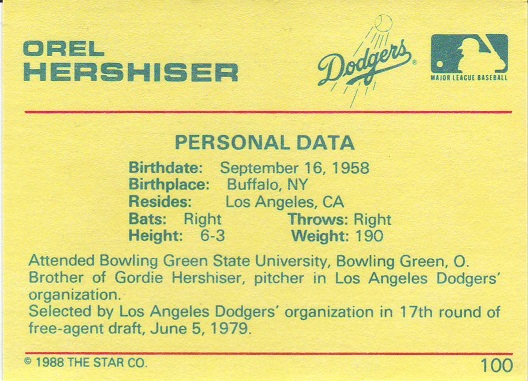 OREL
HERSHISER
Dodgers®
MAJOR LEAGUE BASEBALL
PERSONAL DATA
Birthdate: September 16, 1958
Birthplace: Buffalo, NY
Resides: Los Angeles, CA
Bats: Right Throws: Right
Height: 6-3 Weight: 190
Attended Bowling Green State University, Bowling Green, O.
Brother of Gordie Hershiser, pitcher in Los Angeles Dodgers'
organization.
Selected by Los Angeles Dodgers' organization in 17th round of
free-agent draft, June 5, 1979.
© 1988 THE STAR CO. 100